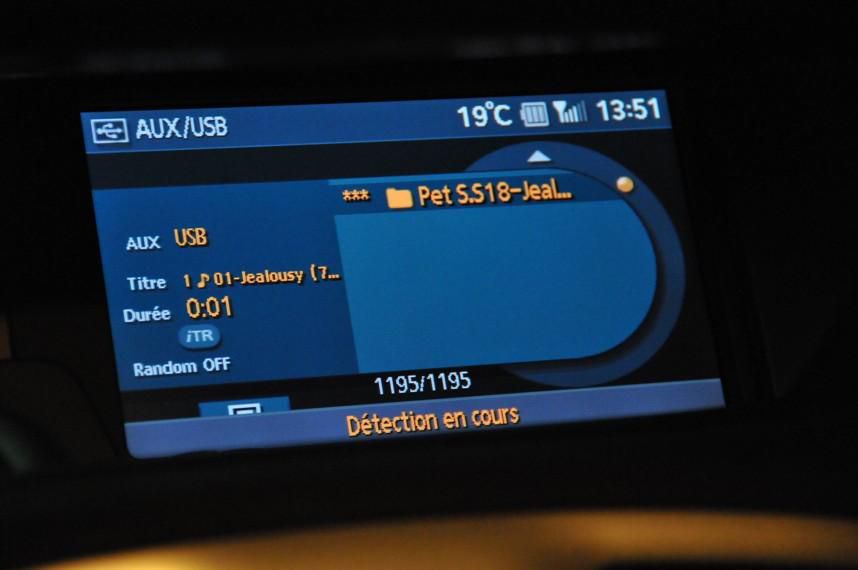 AUX/USB 19°C 13:51
*** Pet S.S18-Jeal...
AUX USB
Titre 1 ♪ 01-Jealousy (7...
Durée 0:01
iTR
Random OFF
1195/1195
Détection en cours